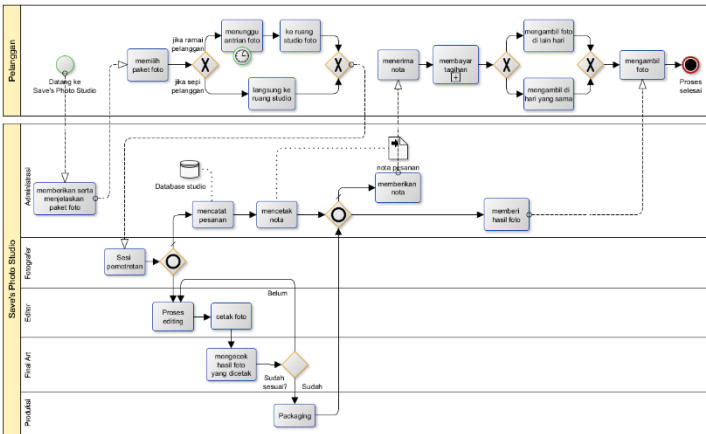 Pelanggan
Datang ke
Save's Photo Studio
memilih
paket foto
jika ramai
pelanggan
jika sepi
pelanggan
menunggu
antrian foto
ke ruang
studio foto
langsung ke
ruang studio
menerima
nota
membayar
tagihan
mengambil foto
di lain hari
mengambil di
hari yang sama
mengambil
foto
Proses
selesai
Save's Photo Studio
Administrasi
memberikan serta
menjelaskan
paket foto
Database studio
mencatat
pesanan
mencetak
nota
nota pesanan
memberikan
nota
memberi
hasil foto
Fotografer
Sesi
pemotretan
Editor
Belum
Proses
editing
cetak foto
Final Art
mengecek
hasil foto
yang dicetak
Sudah
sesuai?
Sudah
Produksi
Packaging